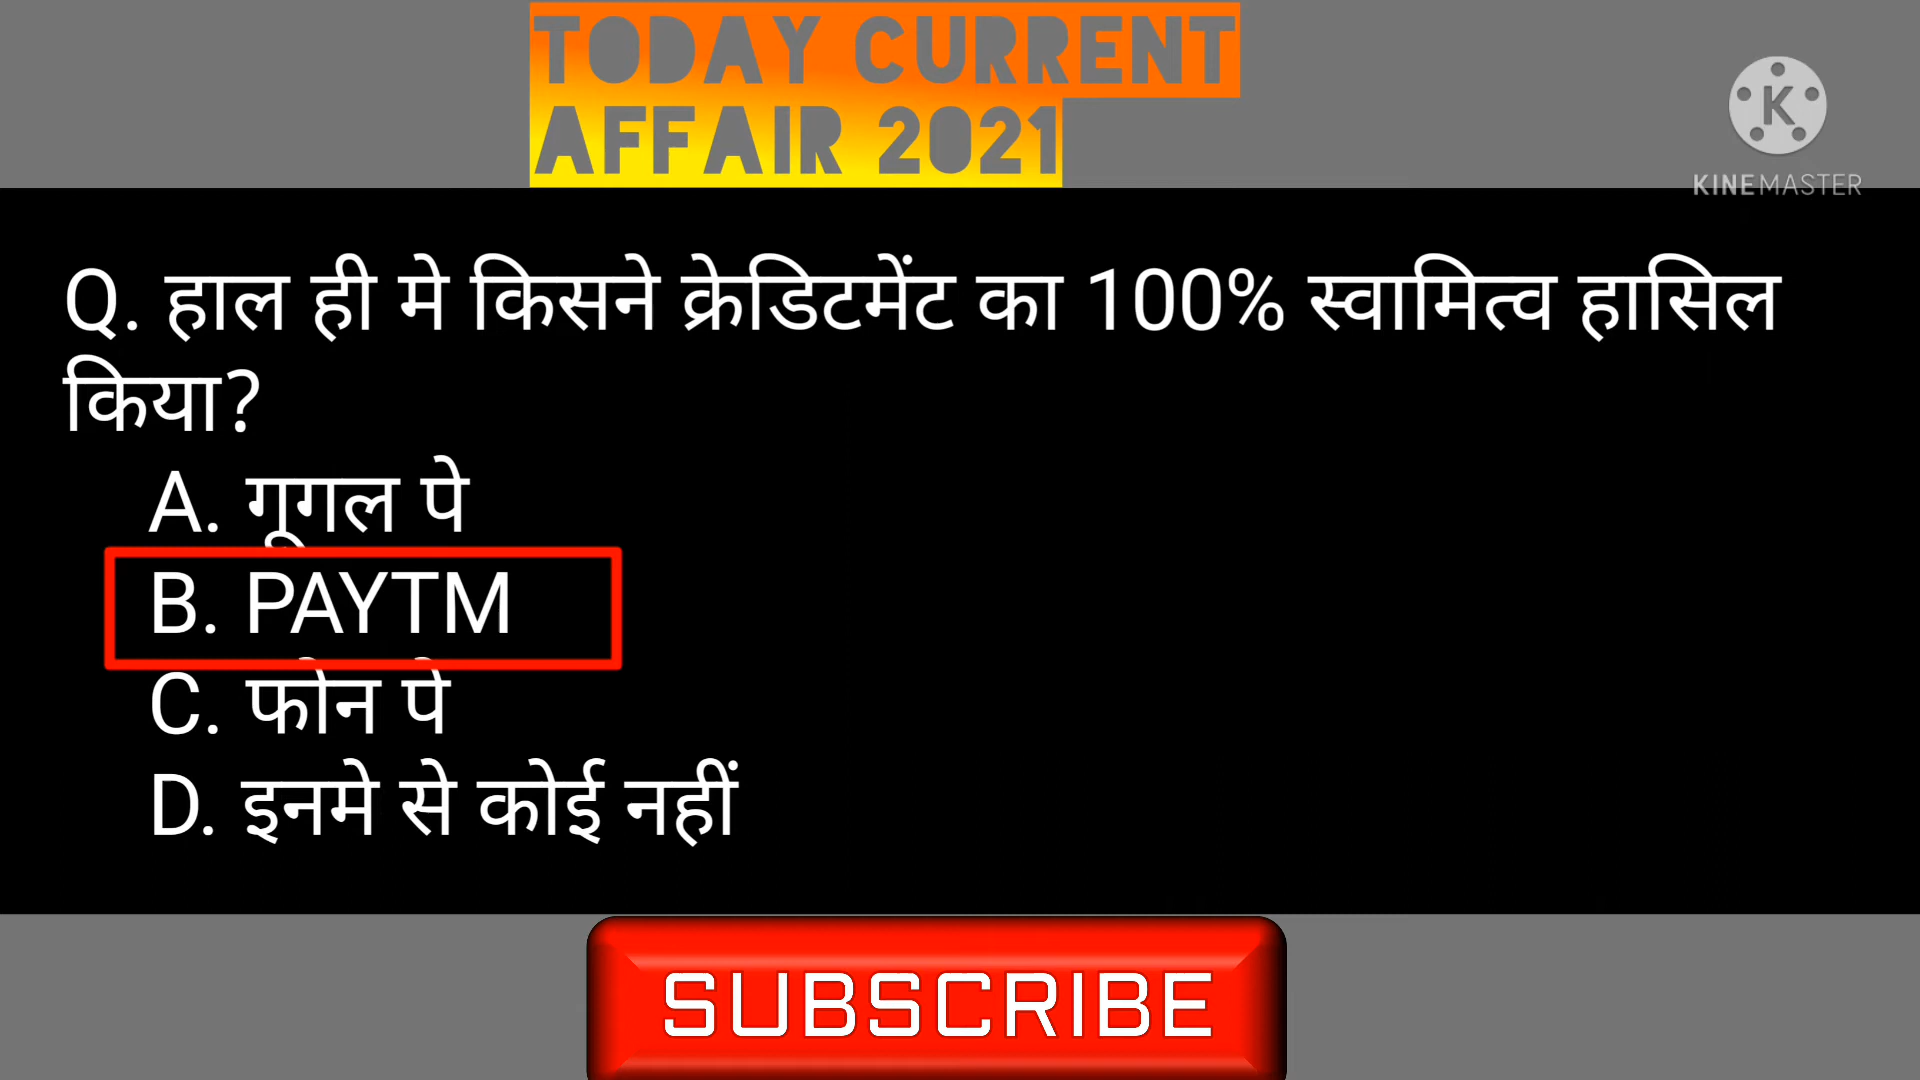 TODAY CURRENT
AFFAIR 2021
K
KINEMASTER
Q. हाल ही मे किसने क्रेडिटमेंट का 100% स्वामित्व हासिल
किया?
A. गूगल पे
B. PAYTM
C. फोन पे
D. इनमे से कोई नहीं
SUBSCRIBE